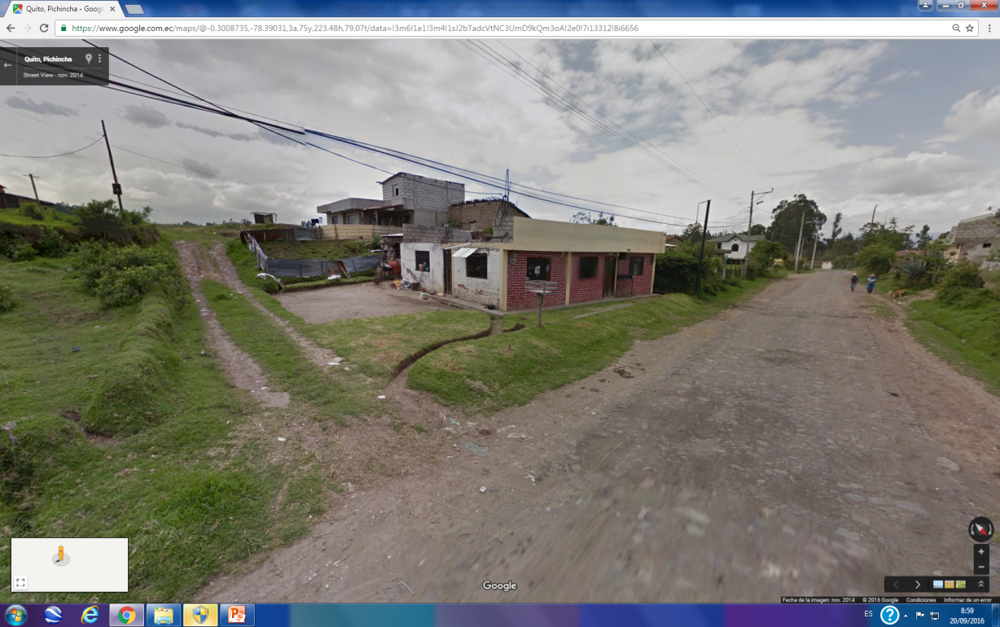 Quito, Pichincha - Goog
https://www.google.com.ec/maps/@-0.3008735,-78.39031,3a,75y,223.48h,79.07t/data=!3m6!1e1!3m4!1sJ2bTadcVtNC3UmD9kQm3oA!2e0!7i13312!8i6656
Quito, Pichincha
Street View - nov. 2014
Google
Fecha de la imagen: nov. 2014 © 2016 Google Condiciones Informar de un error
ES 8:59
20/09/2016